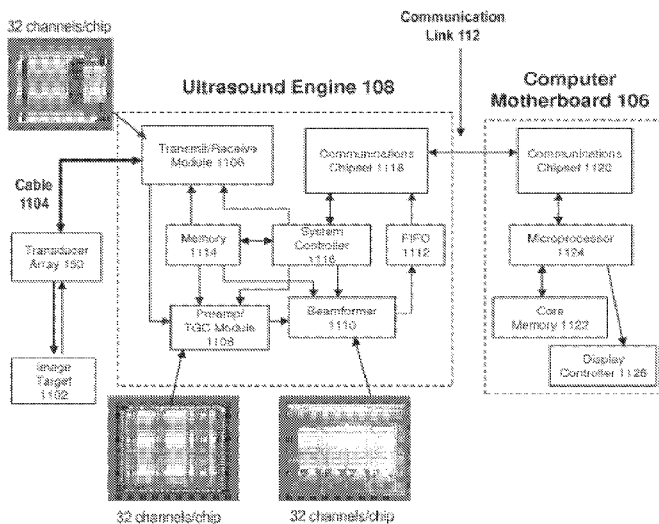 32 channels/chip
Communication
Link 112
Ultrasound Engine 108
Computer
Motherboard 106
Transmit/Receive
Module 1106
Communications
Chipset 1118
Communications
Chipset 1120
Cable
1104
Transducer
Array 150
Memory
1114
System
Controller
1116
FIFO
1112
Microprocessor
1124
Image
Target
1102
Preamp/
TGC Module
1108
Beamformer
1110
Core
Memory 1122
Display
Controller 1126
32 channels/chip
32 channels/chip